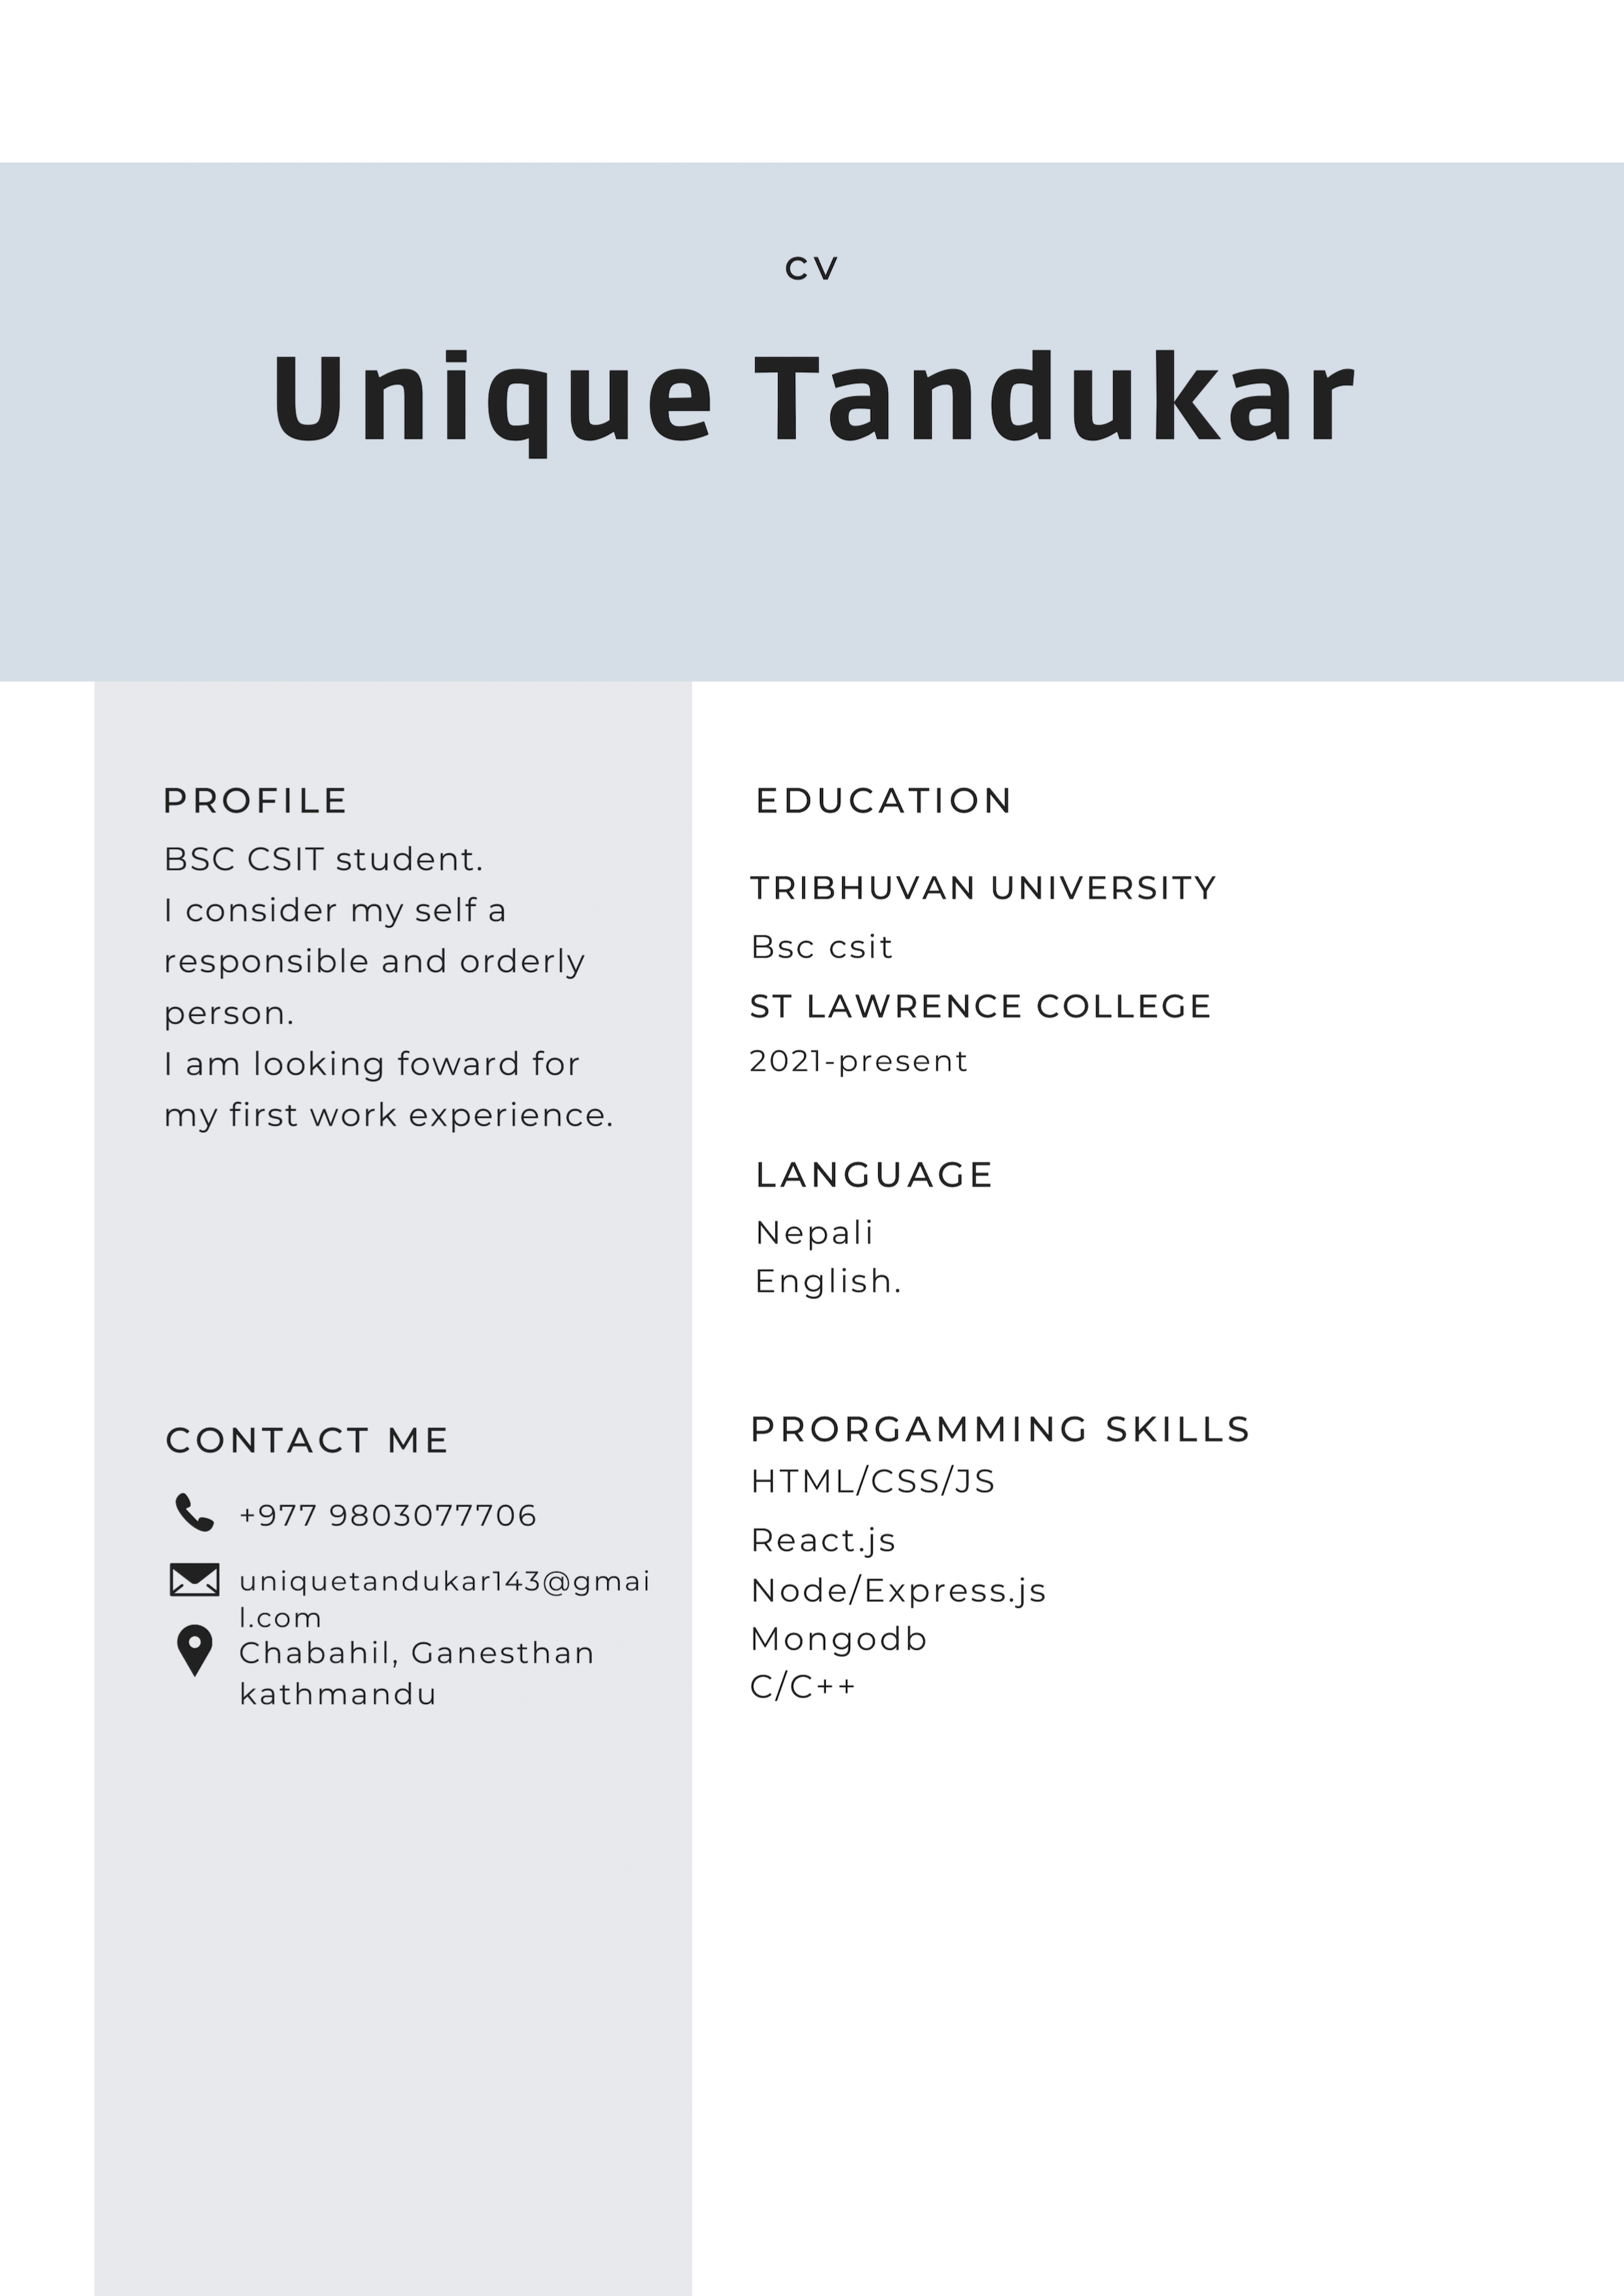 CV
Unique Tandukar
PROFILE
BSC CSIT student.
I consider my self a
responsible and orderly
person.
I am looking foward for
my first work experience.
CONTACT ME
+977 9803077706
uniquetandukar143@gmai
l.com
Chabahil, Ganesthan
kathmandu
EDUCATION
TRIBHUVAN UNIVERSITY
Bsc csit
ST LAWRENCE COLLEGE
2021-present
LANGUAGE
Nepali
English.
PRORGAMMING SKILLS
HTML/CSS/JS
React.js
Node/Express.js
Mongodb
C/C++